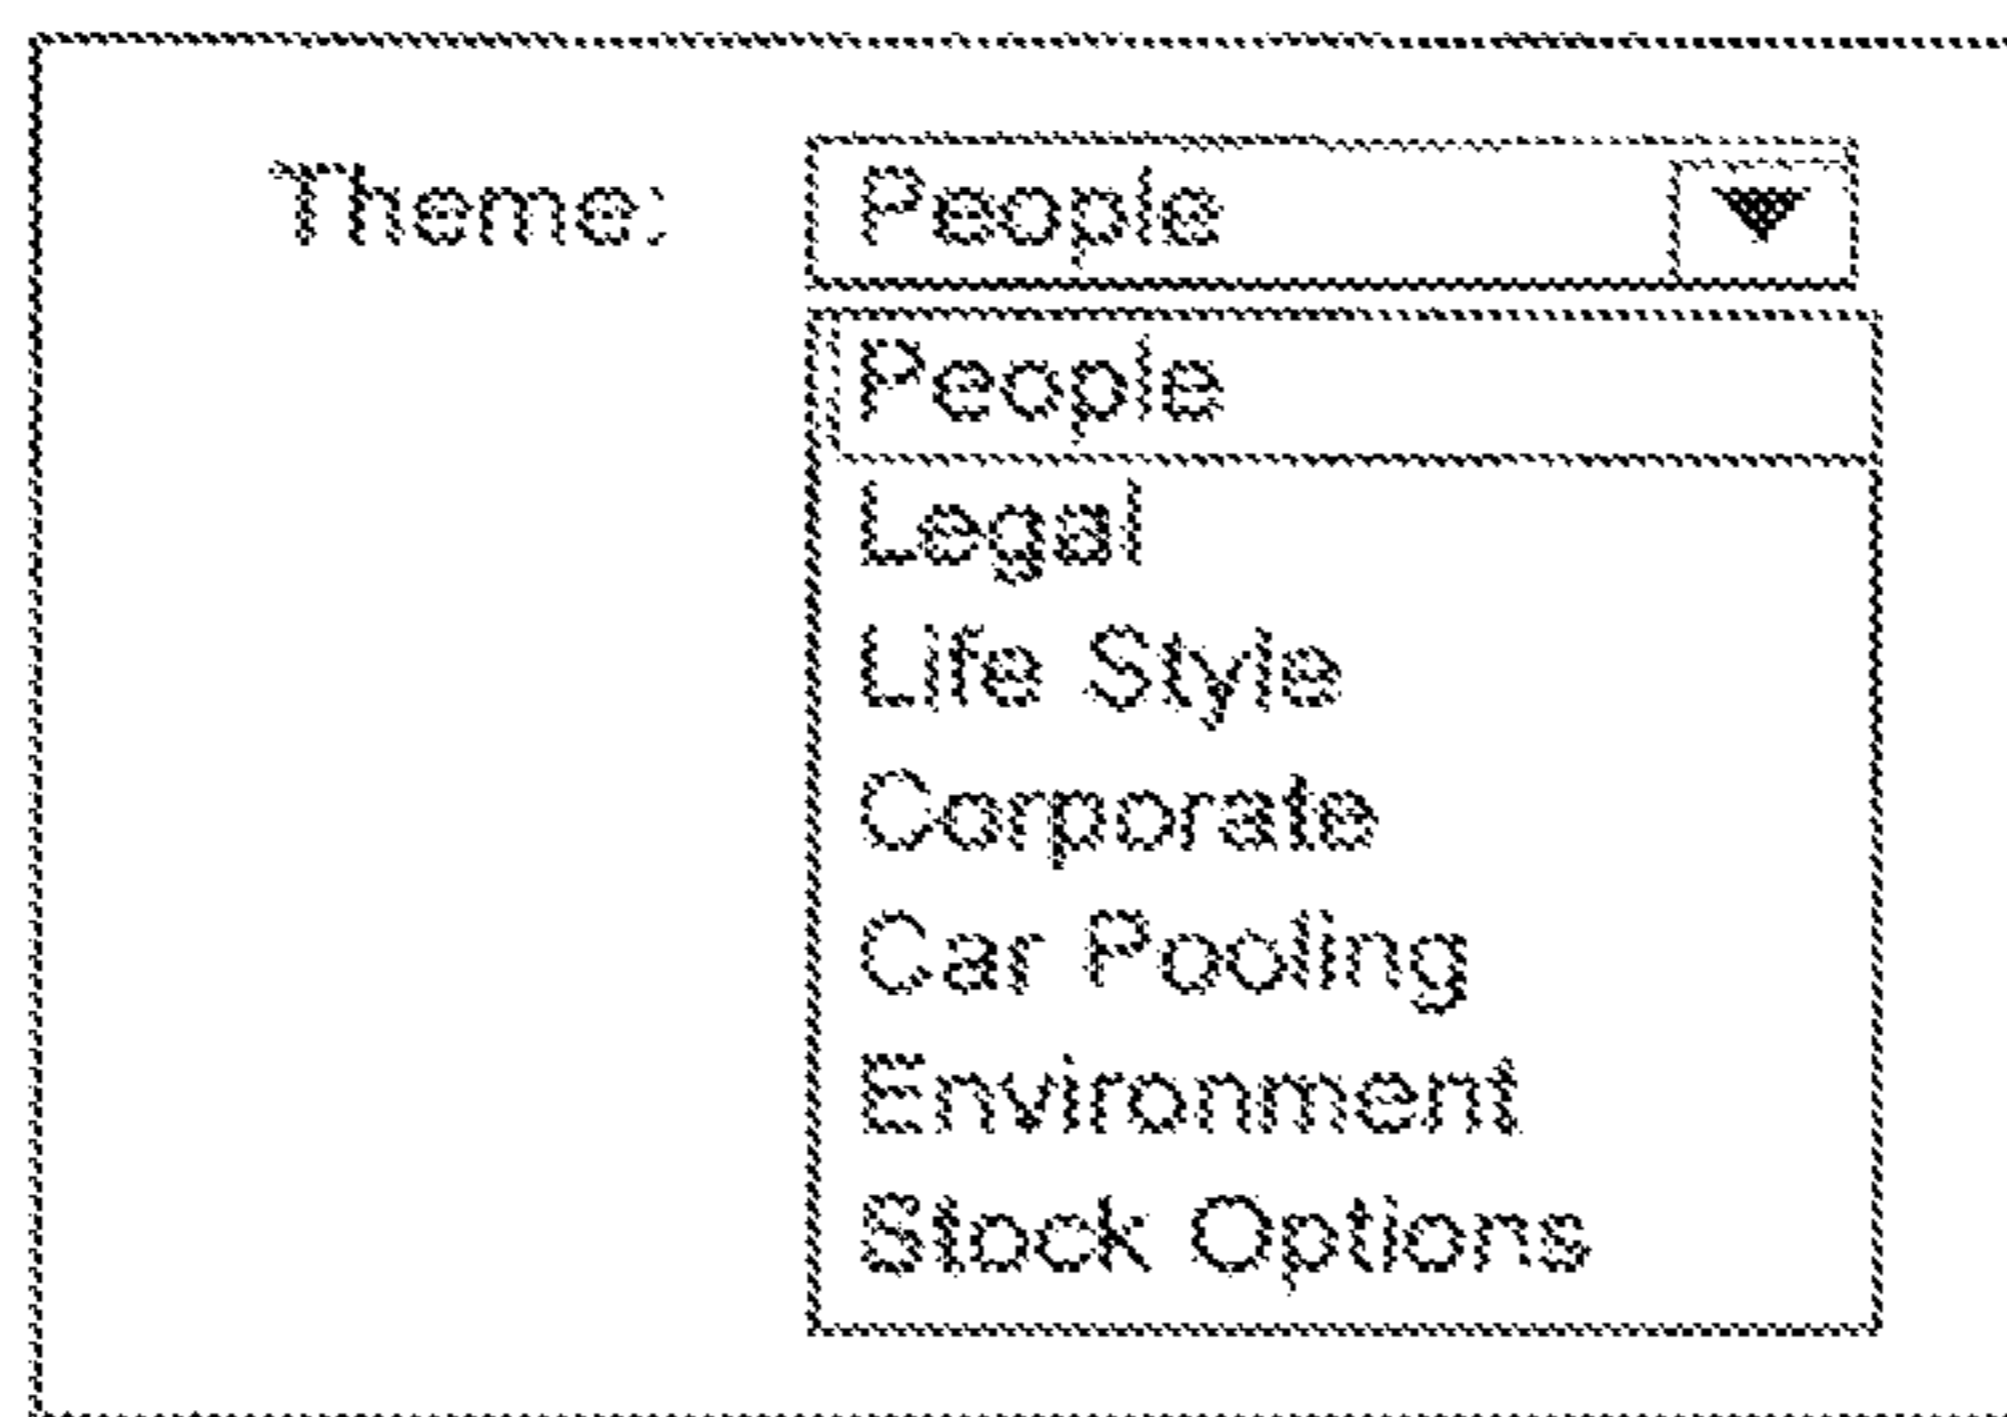 Theme: People
People
Legal
Life Style
Corporate
Car Pooling
Environment
Stock Options